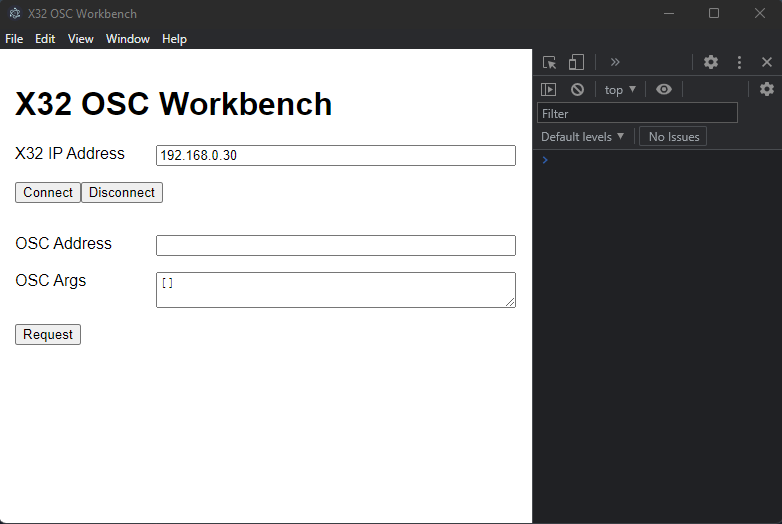 X32 OSC Workbench
File Edit View Window Help
X32 OSC Workbench
X32 IP Address 192.168.0.30
Connect Disconnect
OSC Address
OSC Args []
Request
top
Filter
Default levels No Issues